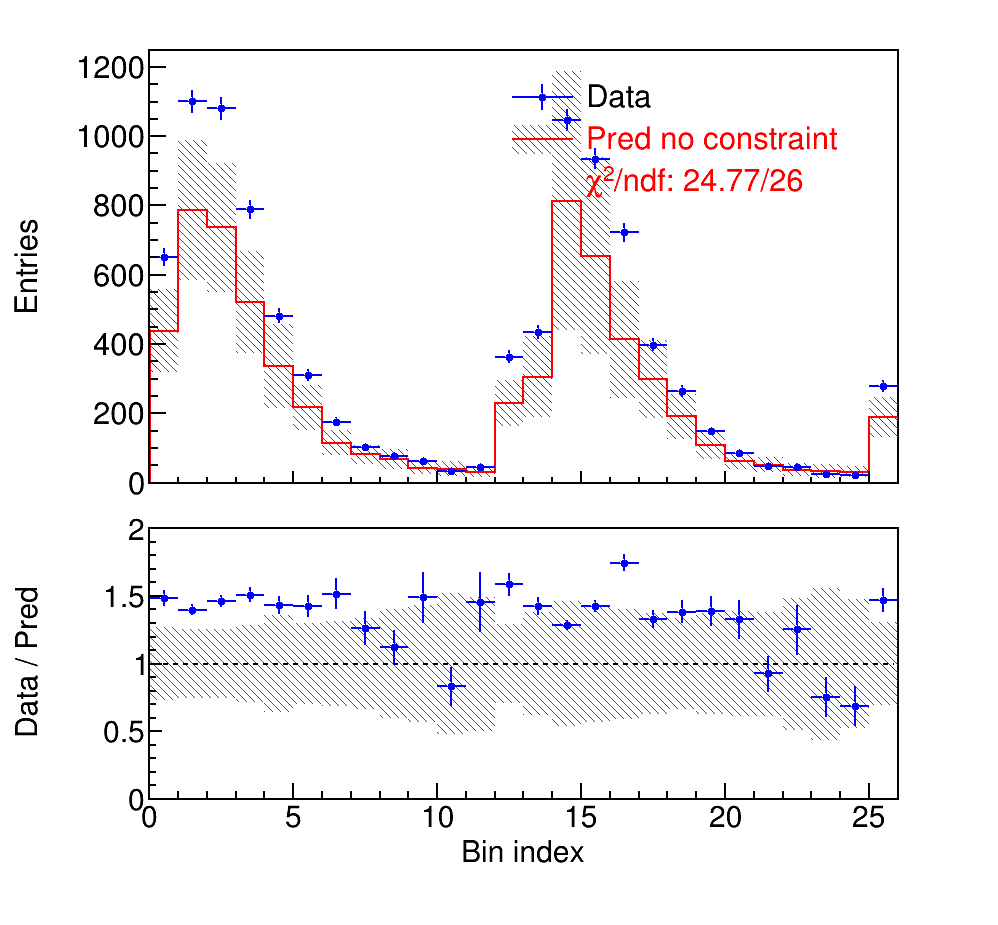 1200
1000
800
600
400
200
0
Entries
Data
Pred no constraint
χ²/ndf: 24.77/26
2
1.5
1
0.5
0
Data / Pred
0 5 10 15 20 25
Bin index